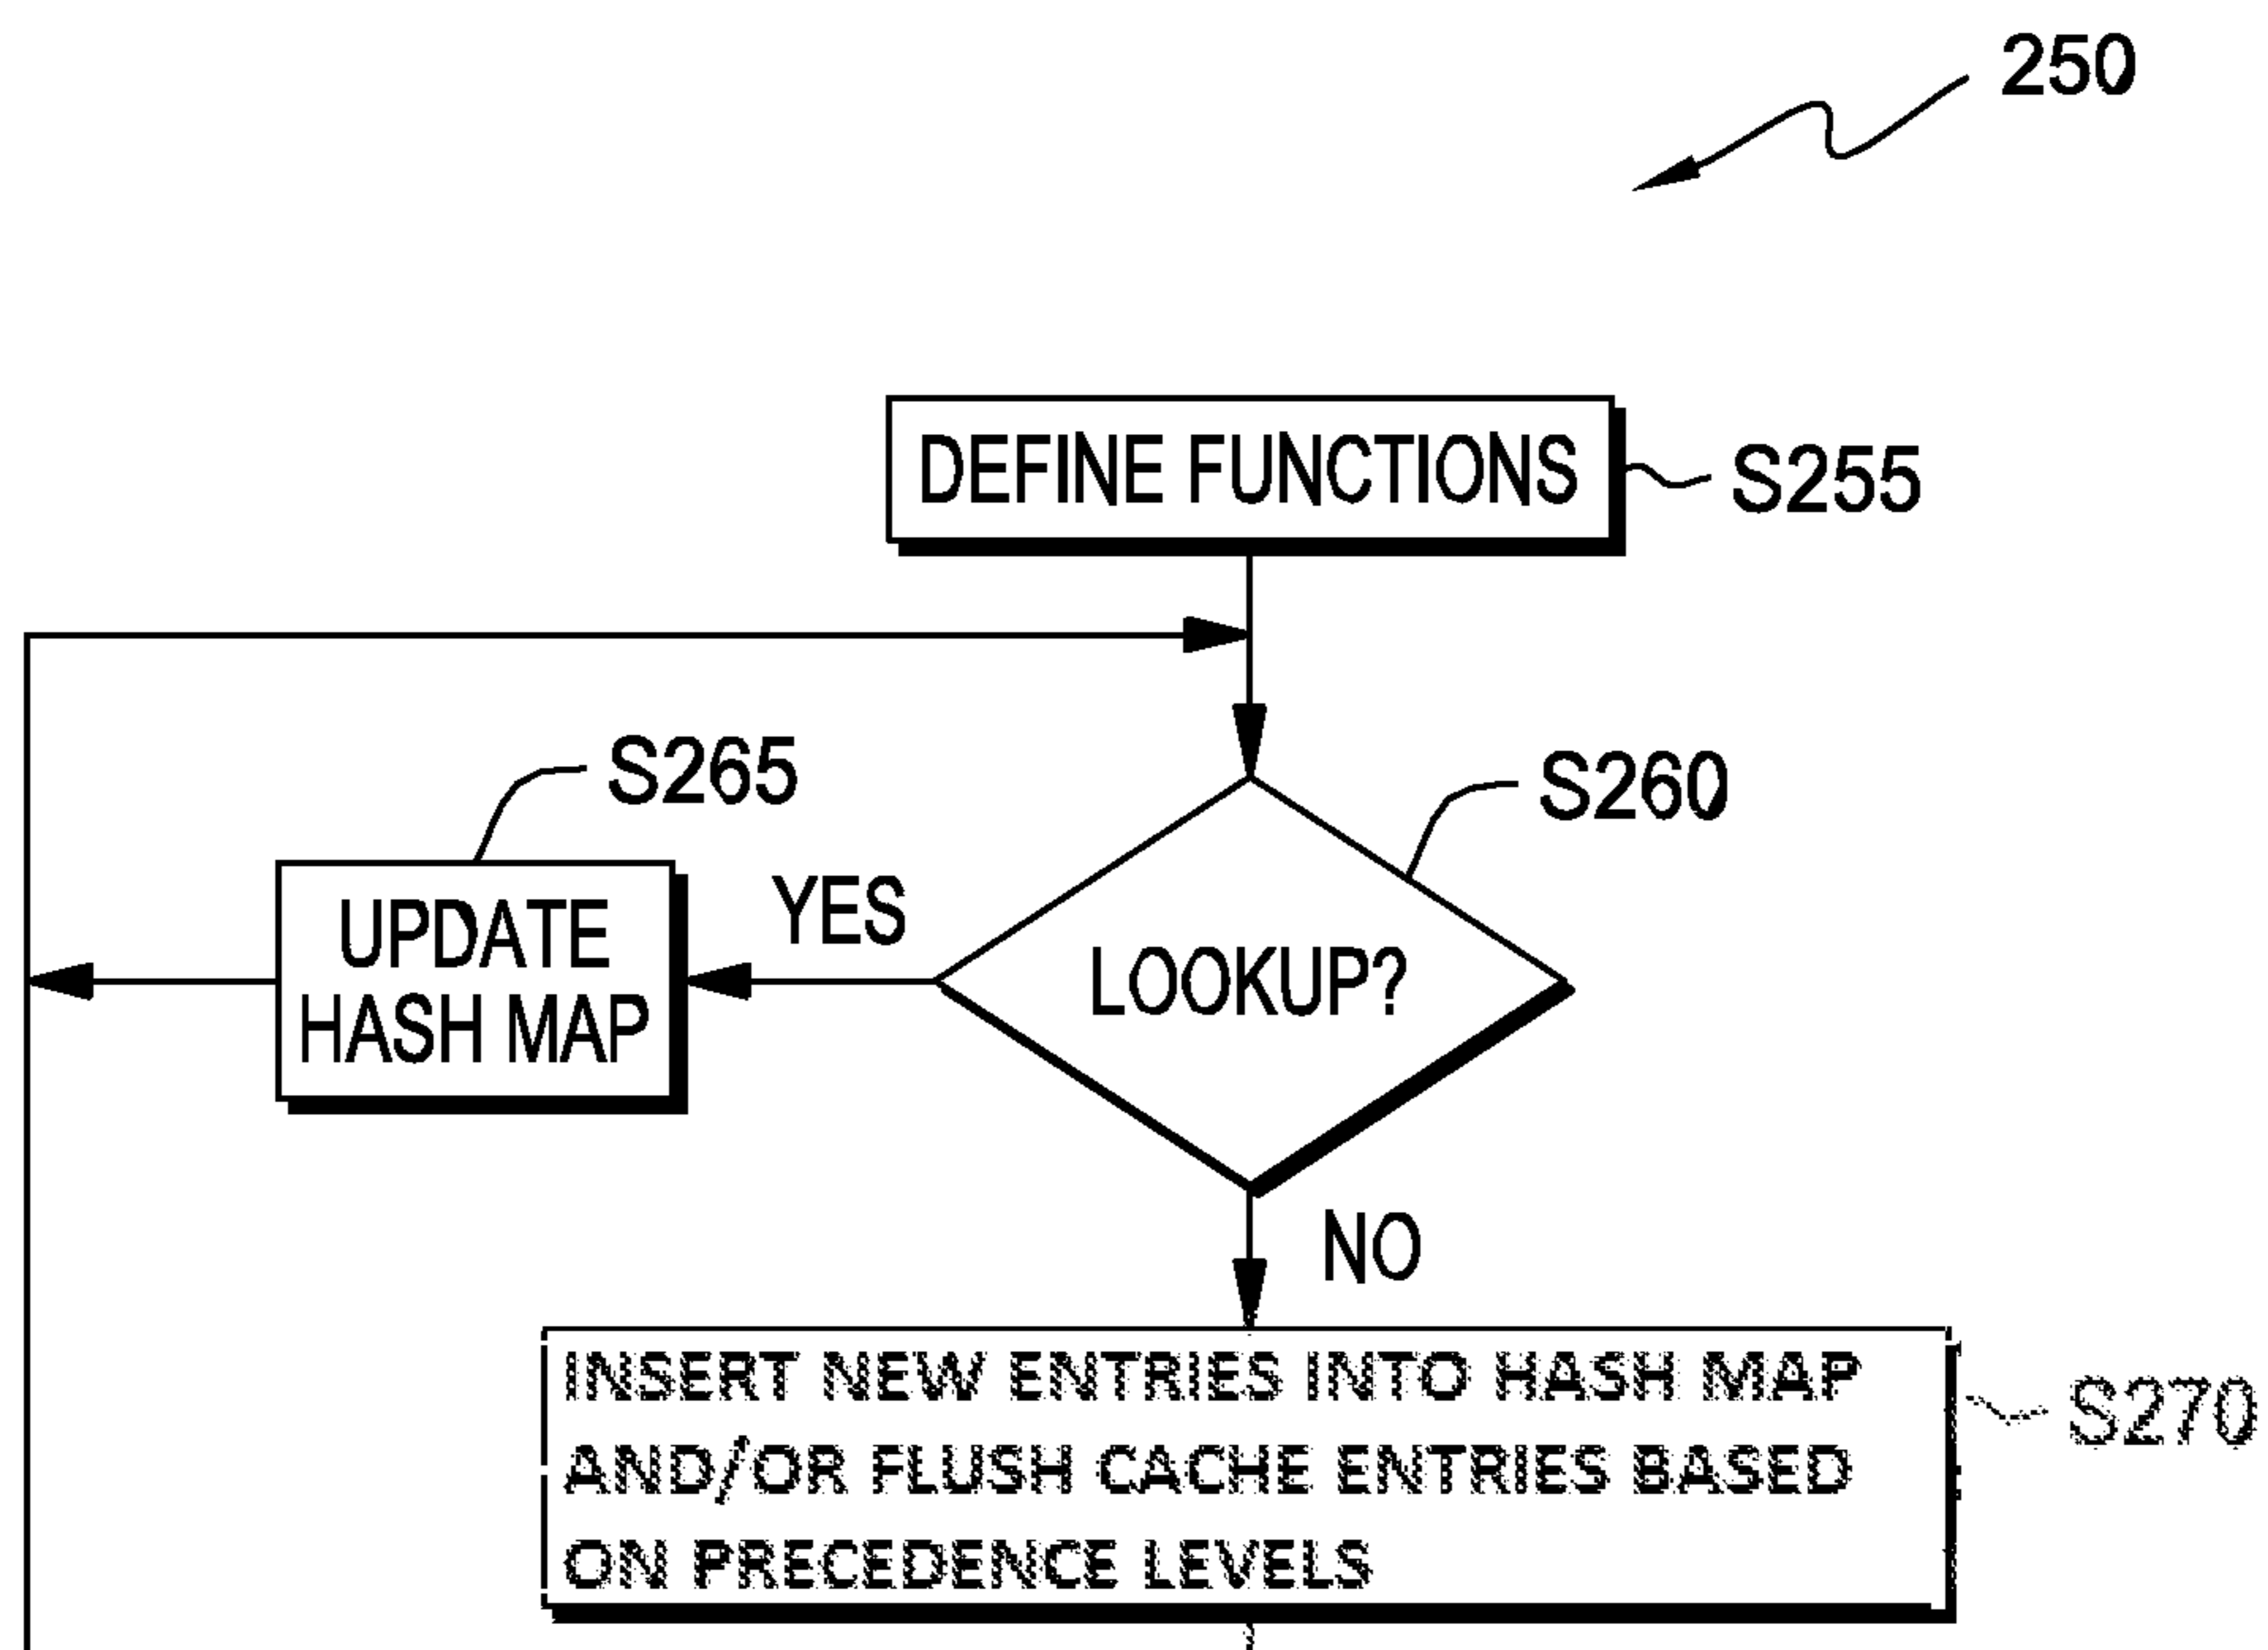 250
DEFINE FUNCTIONS
S255
S265
S260
UPDATE
HASH MAP
YES
LOOKUP?
NO
INSERT NEW ENTRIES INTO HASH MAP
AND/OR FLUSH CACHE ENTRIES BASED
ON PRECEDENCE LEVELS
S270